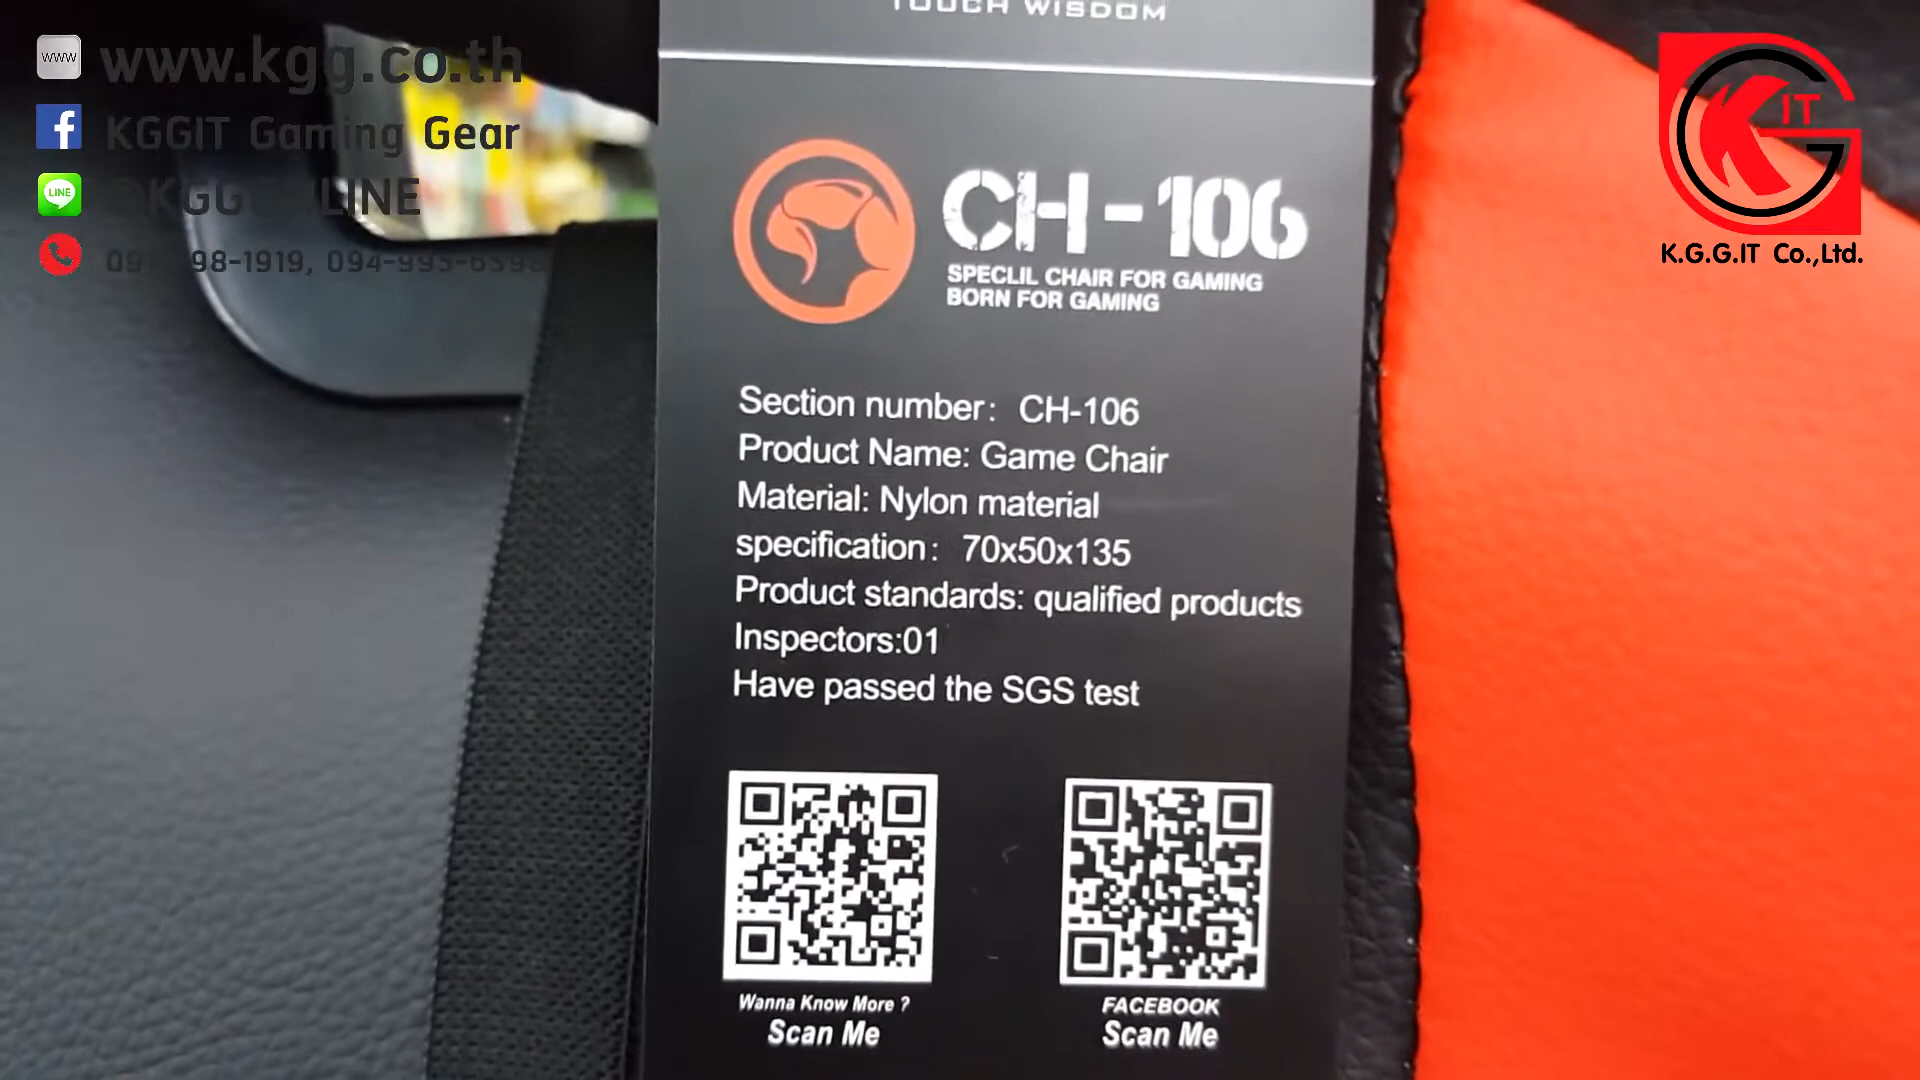 TOUCH WISDOM
www
www.kgg.co.th
KGGIT Gaming Gear
LINE
IT
K.G.G.IT Co.,Ltd.
CH-106
SPECLIL CHAIR FOR GAMING
BORN FOR GAMING
Section number: CH-106
Product Name: Game Chair
Material: Nylon material
specification: 70x50x135
Product standards: qualified products
Inspectors:01
Have passed the SGS test
Wanna Know More ?
Scan Me
FACEBOOK
Scan Me